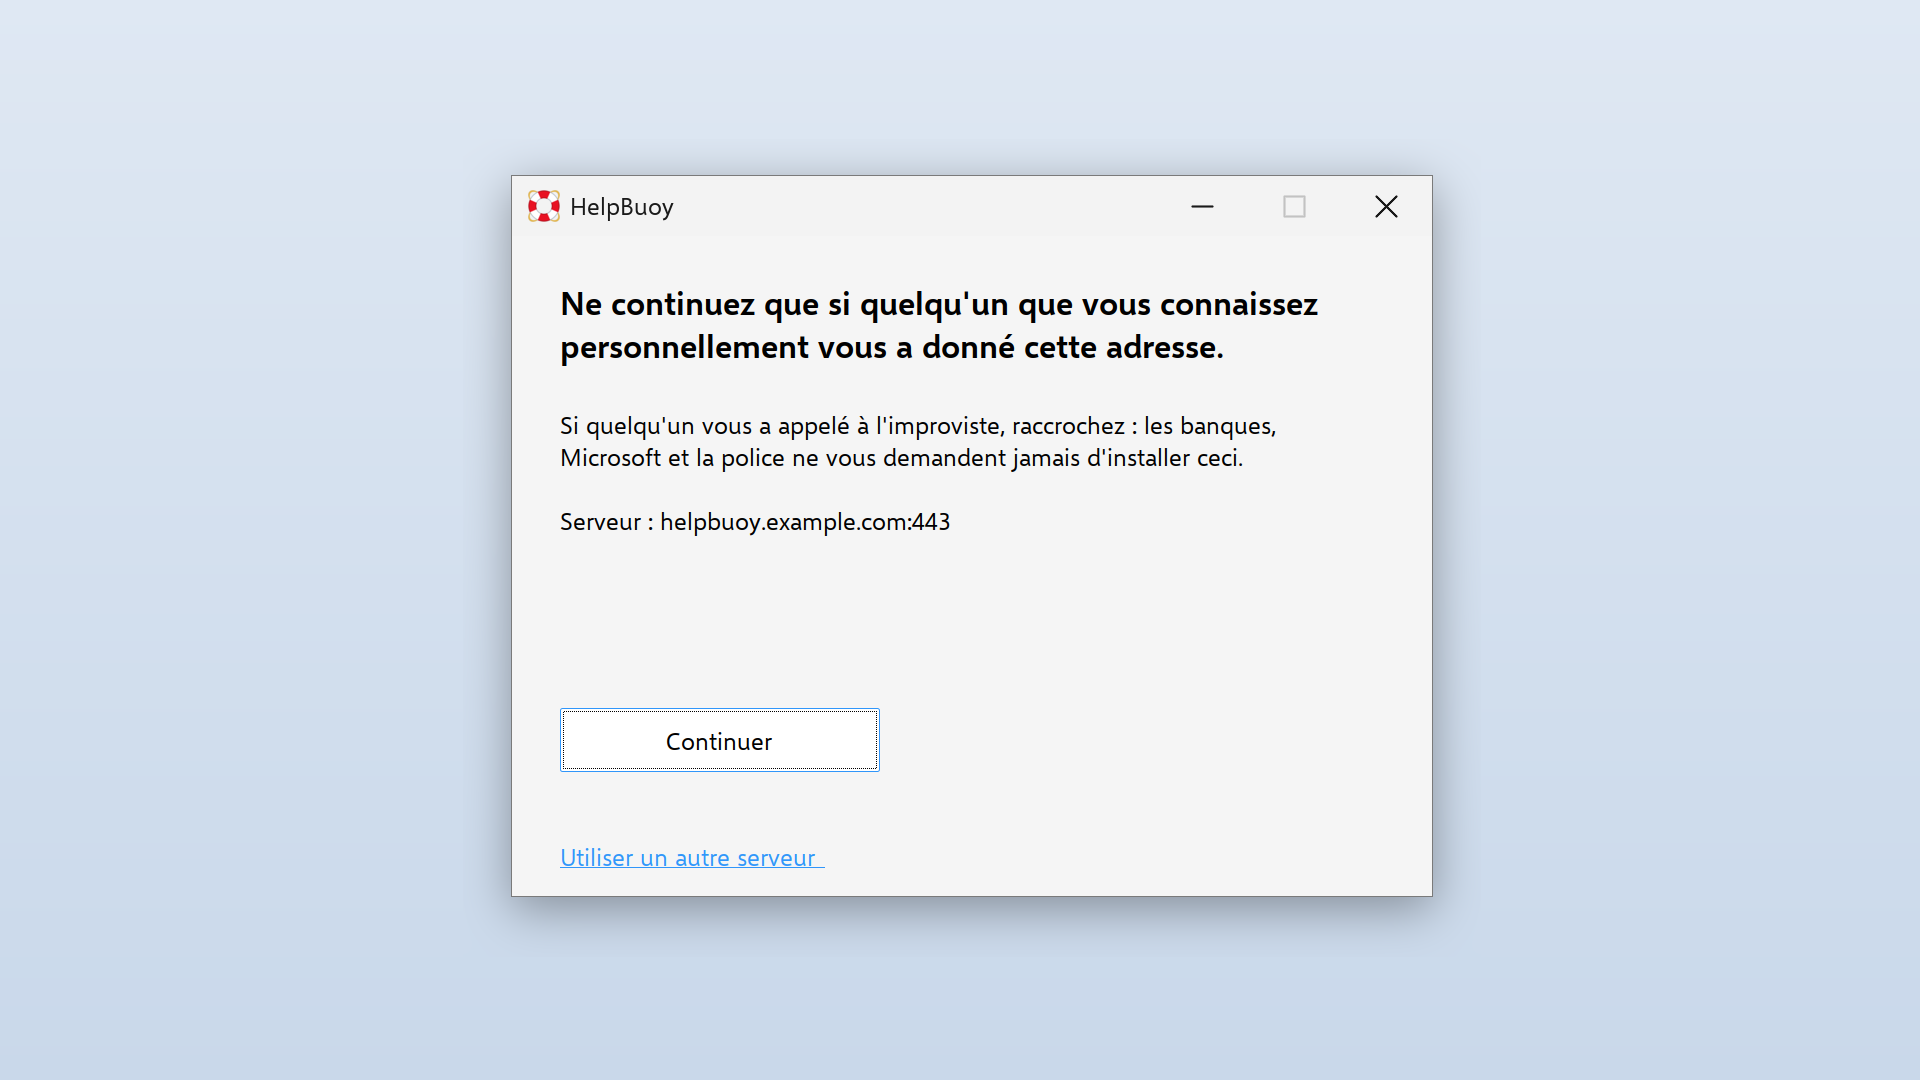 HelpBuoy
Ne continuez que si quelqu'un que vous connaissez
personnellement vous a donné cette adresse.
Si quelqu'un vous a appelé à l'improviste, raccrochez : les banques,
Microsoft et la police ne vous demandent jamais d'installer ceci.
Serveur : helpbuoy.example.com:443
Continuer
Utiliser un autre serveur